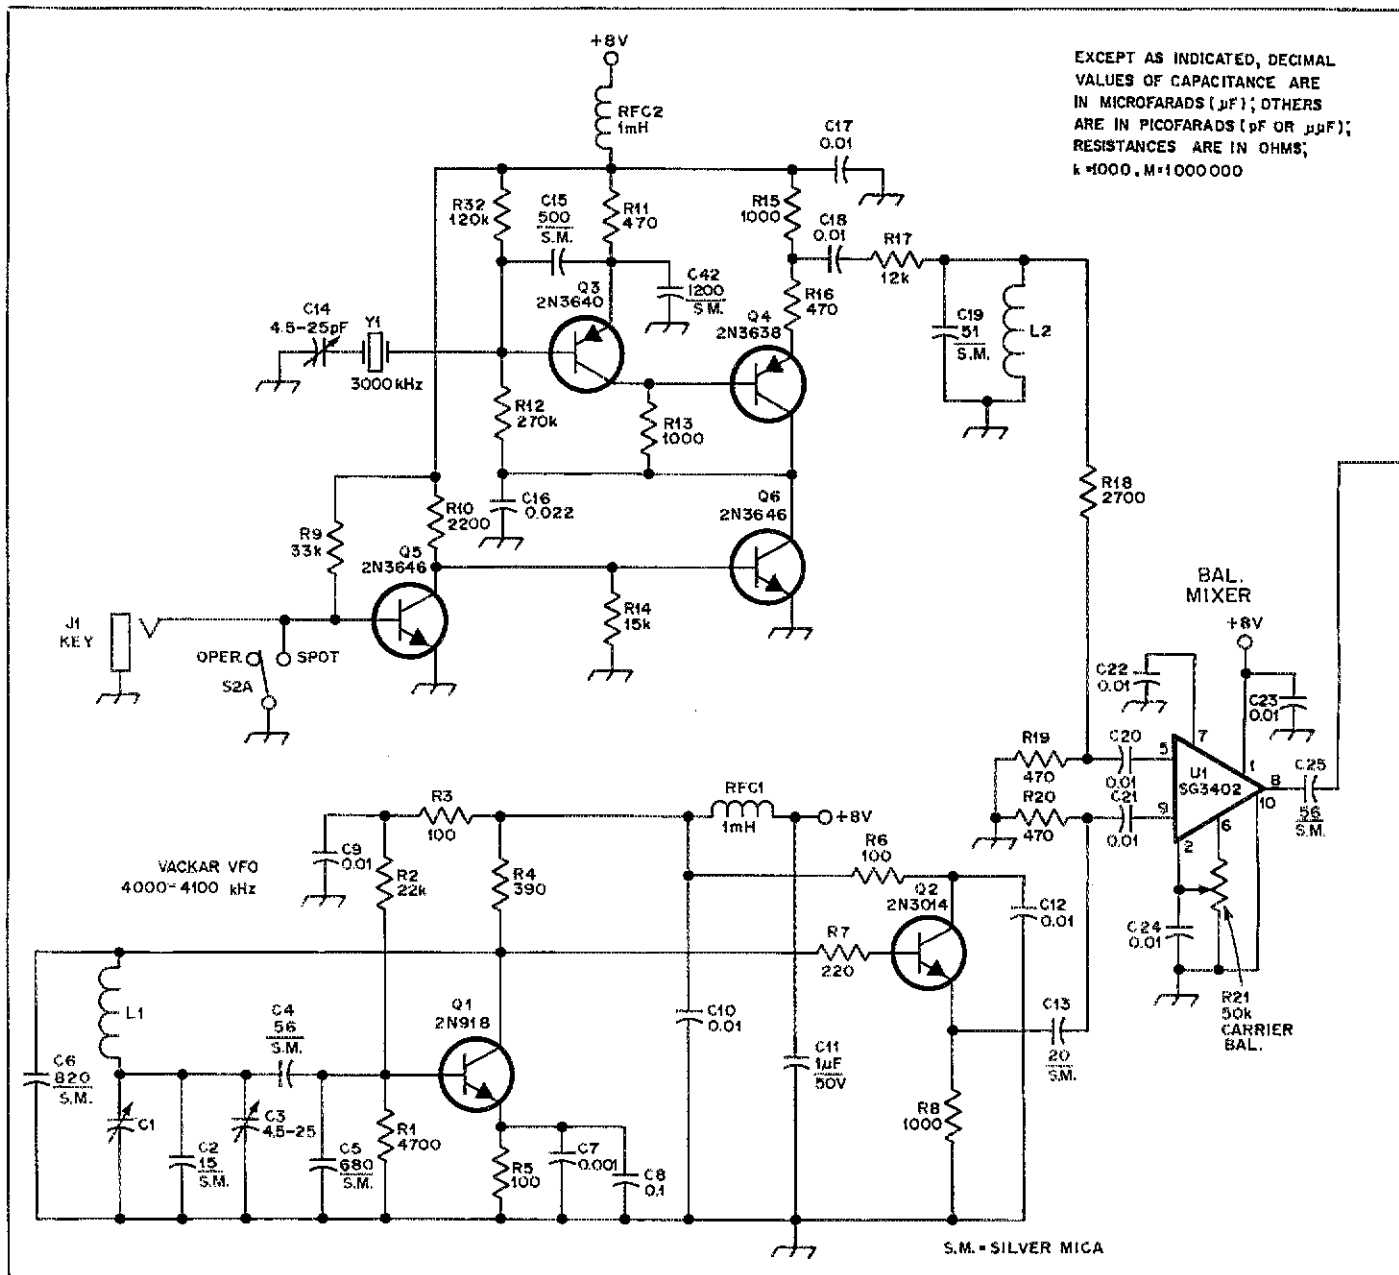 +8V
RFC2
1mH
EXCEPT AS INDICATED, DECIMAL
VALUES OF CAPACITANCE ARE
IN MICROFARADS (µF); OTHERS
ARE IN PICOFARADS (pF OR µµF);
RESISTANCES ARE IN OHMS;
k=1000, M=1000000
C17
0.01
R32
120k
C15
500
S.M.
R11
470
R15
1000
C18
0.01
R17
12k
C42
1200
S.M.
R16
470
Q3
2N3640
Q4
2N3638
C19
51
S.M.
L2
C14
4.5-25pF
Y1
3000kHz
R12
270k
R13
1000
R18
2700
C16
0.022
Q6
2N3646
R10
2200
R9
33k
Q5
2N3646
R14
15k
J1
KEY
OPER.
SPOT
S2A
BAL.
MIXER
+8V
C22
0.01
C23
0.01
7
R19
470
C20
0.01
5
U1
SG3402
1
8
10
C25
56
S.M.
R20
470
C21
0.01
9
2
6
RFC1
1mH
+8V
R3
100
C9
0.01
VACKAR VFO
4000-4100 kHz
R2
22k
R4
390
R6
100
Q2
2N3014
C12
0.01
R7
220
C24
0.01
R21
50k
CARRIER
BAL.
L1
C4
56
S.M.
Q1
2N918
C10
0.01
C13
20
S.M.
C11
1µF
50V
C6
820
S.M.
C1
C3
4.5-25
R1
4700
R8
1000
C2
15
S.M.
C5
680
S.M.
R5
100
C7
0.001
C8
0.1
S.M. = SILVER MICA